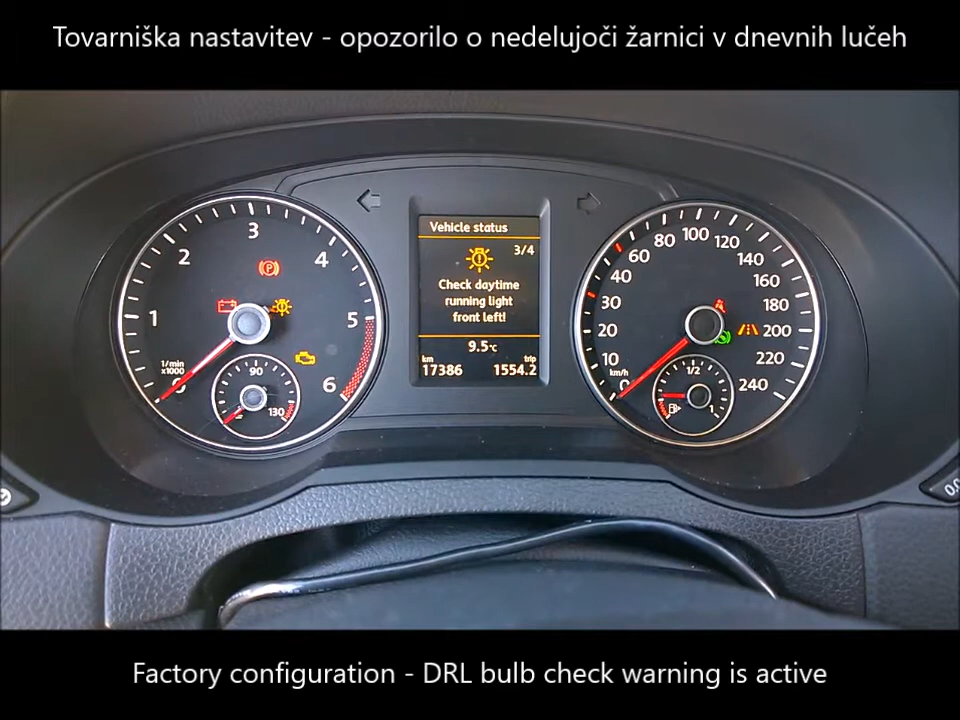 Tovarniška nastavitev - opozorilo o nedelujoči žarnici v dnevnih lučeh
Vehicle status
3/4
Check daytime
running light
front left!
9.5°C
km
trip
17386
1554.2
0
1
2
3
4
5
6
1/min
x1000
90
130
0
10
20
30
40
60
80
100
120
140
160
180
200
220
240
km/h
1/2
1
P
Factory configuration - DRL bulb check warning is active